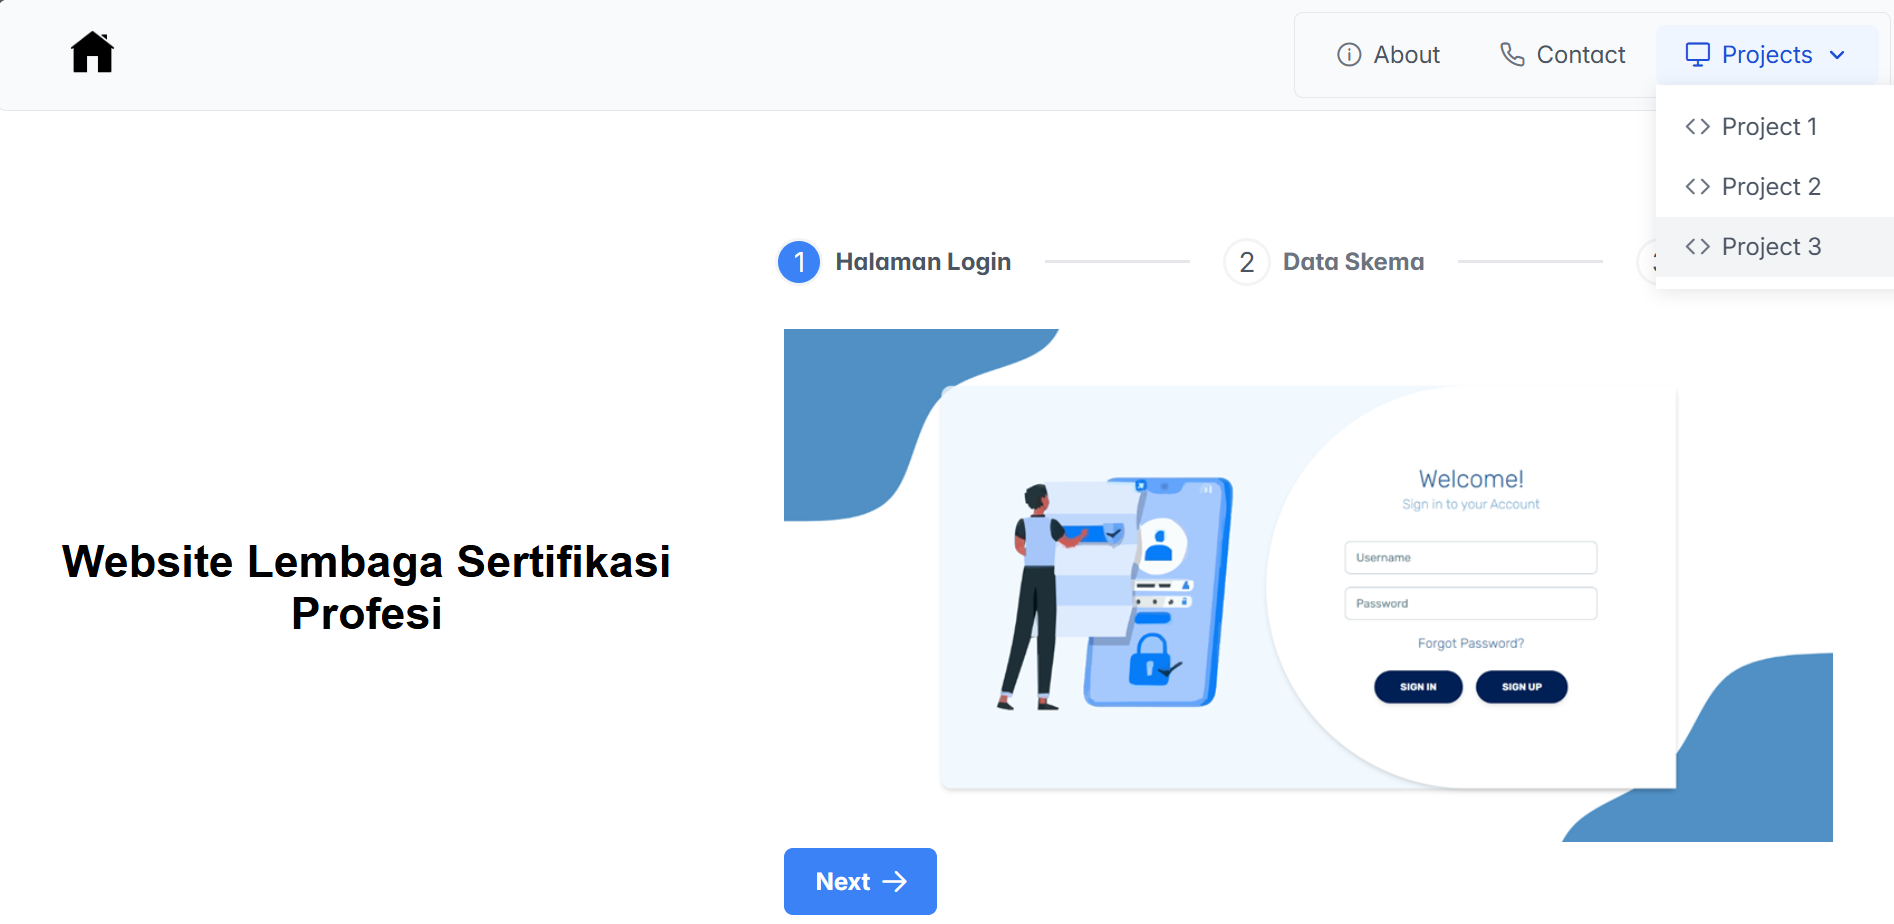 About
Contact
Projects
Project 1
Project 2
Project 3
1 Halaman Login
2 Data Skema
Website Lembaga Sertifikasi
Profesi
Welcome!
Sign in to your Account
Username
Password
Forgot Password?
SIGN IN
SIGN UP
Next